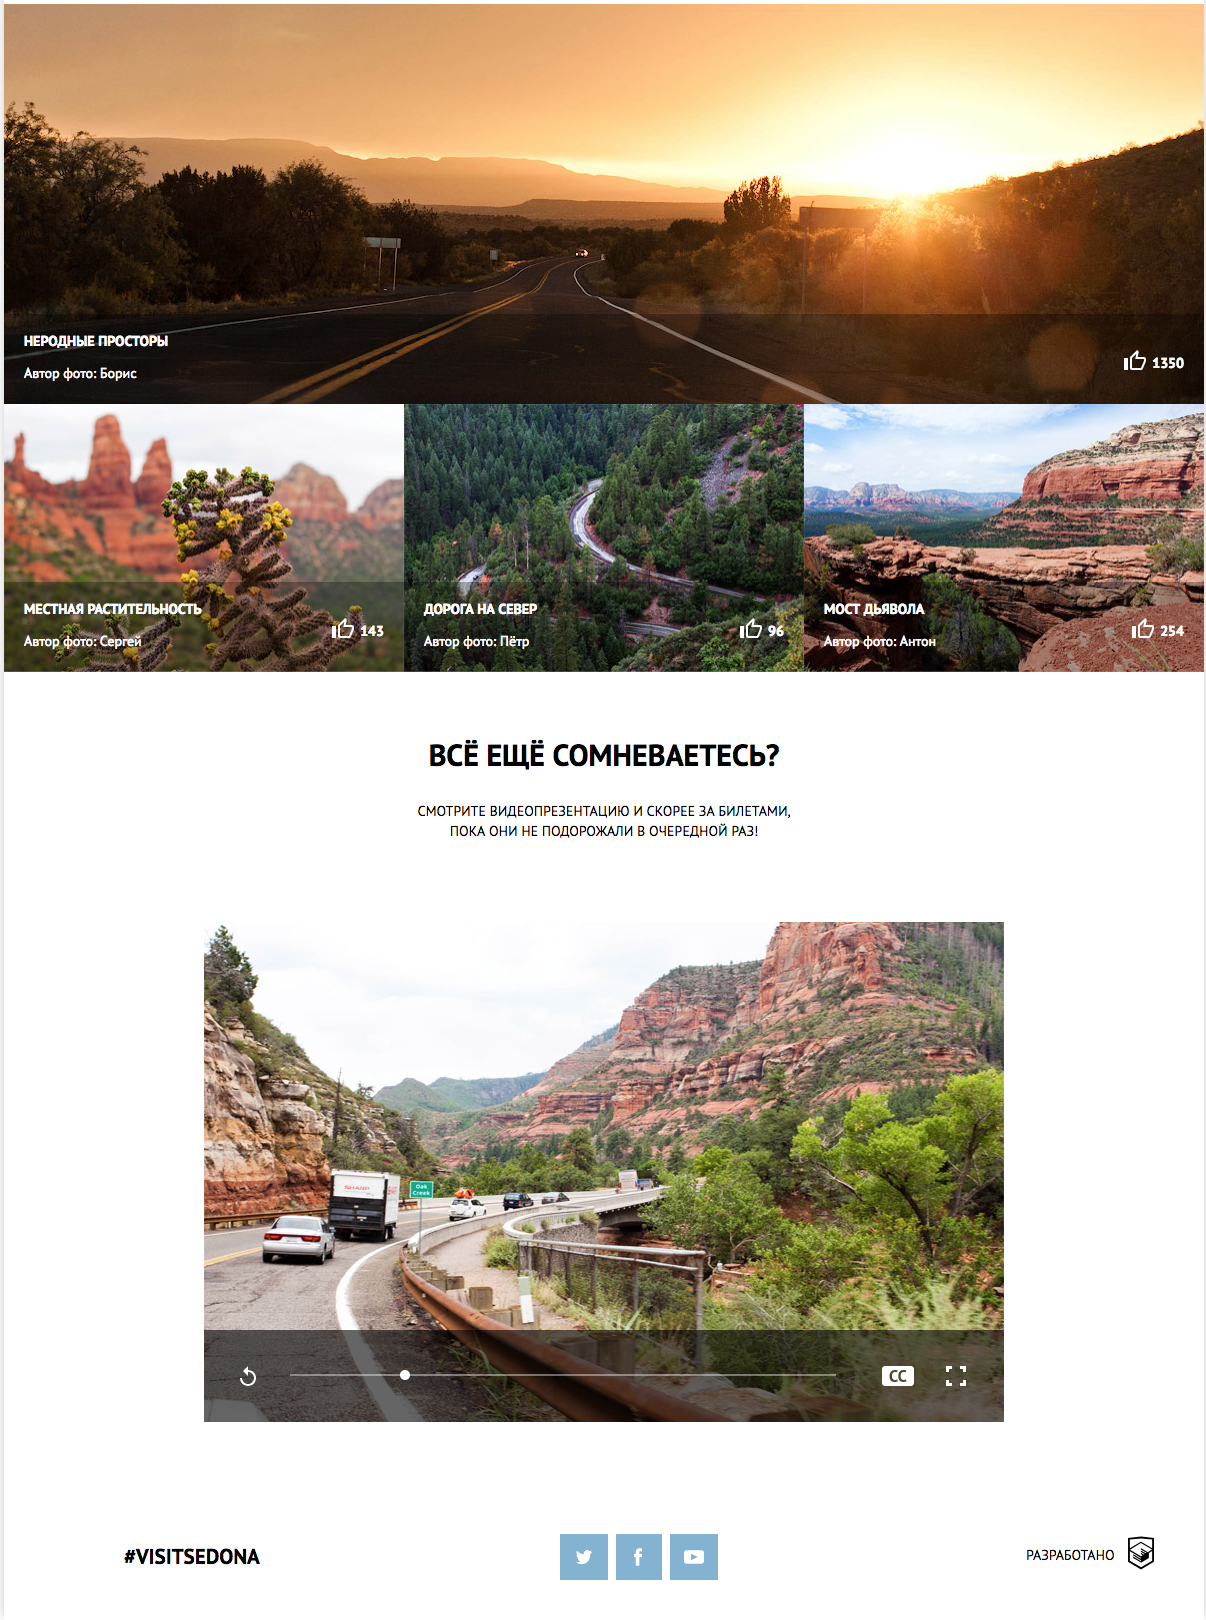 НЕРОДНЫЕ ПРОСТОРЫ
Автор фото: Борис
1350
МЕСТНАЯ РАСТИТЕЛЬНОСТЬ
Автор фото: Сергей
143
ДОРОГА НА СЕВЕР
Автор фото: Пётр
96
МОСТ ДЬЯВОЛА
Автор фото: Антон
254
ВСЁ ЕЩЁ СОМНЕВАЕТЕСЬ?
СМОТРИТЕ ВИДЕОПРЕЗЕНТАЦИЮ И СКОРЕЕ ЗА БИЛЕТАМИ,
ПОКА ОНИ НЕ ПОДОРОЖАЛИ В ОЧЕРЕДНОЙ РАЗ!
SHARP
Oak
Creek
CC
#VISITSEDONA
РАЗРАБОТАНО